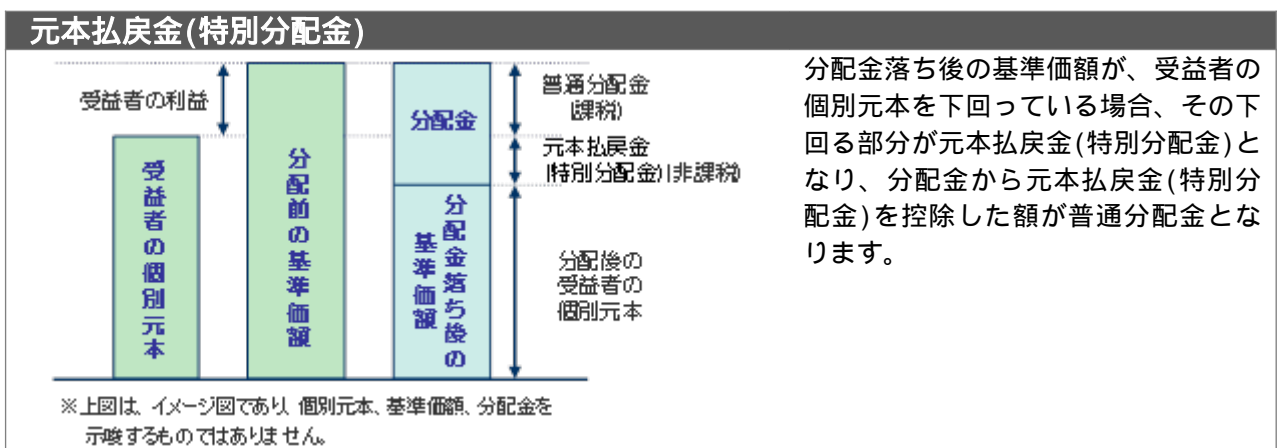 元本払戻金(特別分配金)
受益者の利益
受益者の個別元本
分配前の基準価額
分配金
分配金落ち後の
基準価額
普通分配金
(課税)
元本払戻金
(特別分配金)(非課税)
分配後の
受益者の
個別元本
※上図は、イメージ図であり、個別元本、基準価額、分配金を
示唆するものではありません。
分配金落ち後の基準価額が、受益者の
個別元本を下回っている場合、その下
回る部分が元本払戻金(特別分配金)と
なり、分配金から元本払戻金(特別分
配金)を控除した額が普通分配金とな
ります。